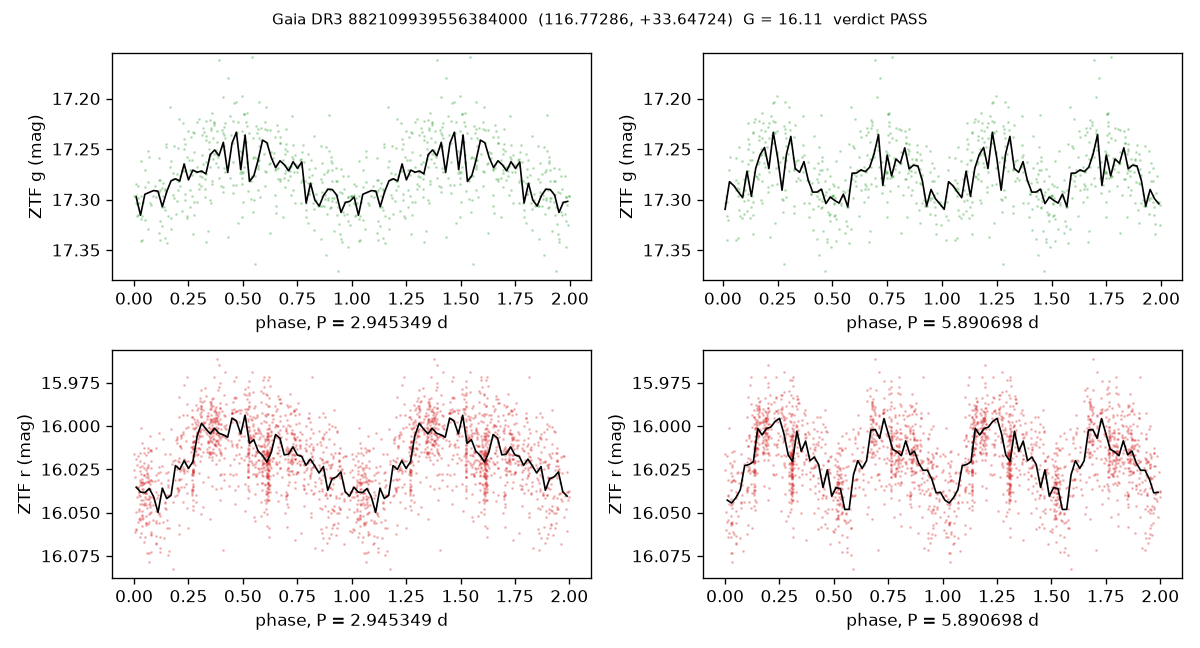 Gaia DR3 882109939556384000 (116.77286, +33.64724) G = 16.11 verdict PASS
ZTF g (mag)
17.20
17.25
17.30
17.35
0.00 0.25 0.50 0.75 1.00 1.25 1.50 1.75 2.00
phase, P = 2.945349 d
ZTF g (mag)
17.20
17.25
17.30
17.35
0.00 0.25 0.50 0.75 1.00 1.25 1.50 1.75 2.00
phase, P = 5.890698 d
ZTF r (mag)
15.975
16.000
16.025
16.050
16.075
0.00 0.25 0.50 0.75 1.00 1.25 1.50 1.75 2.00
phase, P = 2.945349 d
ZTF r (mag)
15.975
16.000
16.025
16.050
16.075
0.00 0.25 0.50 0.75 1.00 1.25 1.50 1.75 2.00
phase, P = 5.890698 d